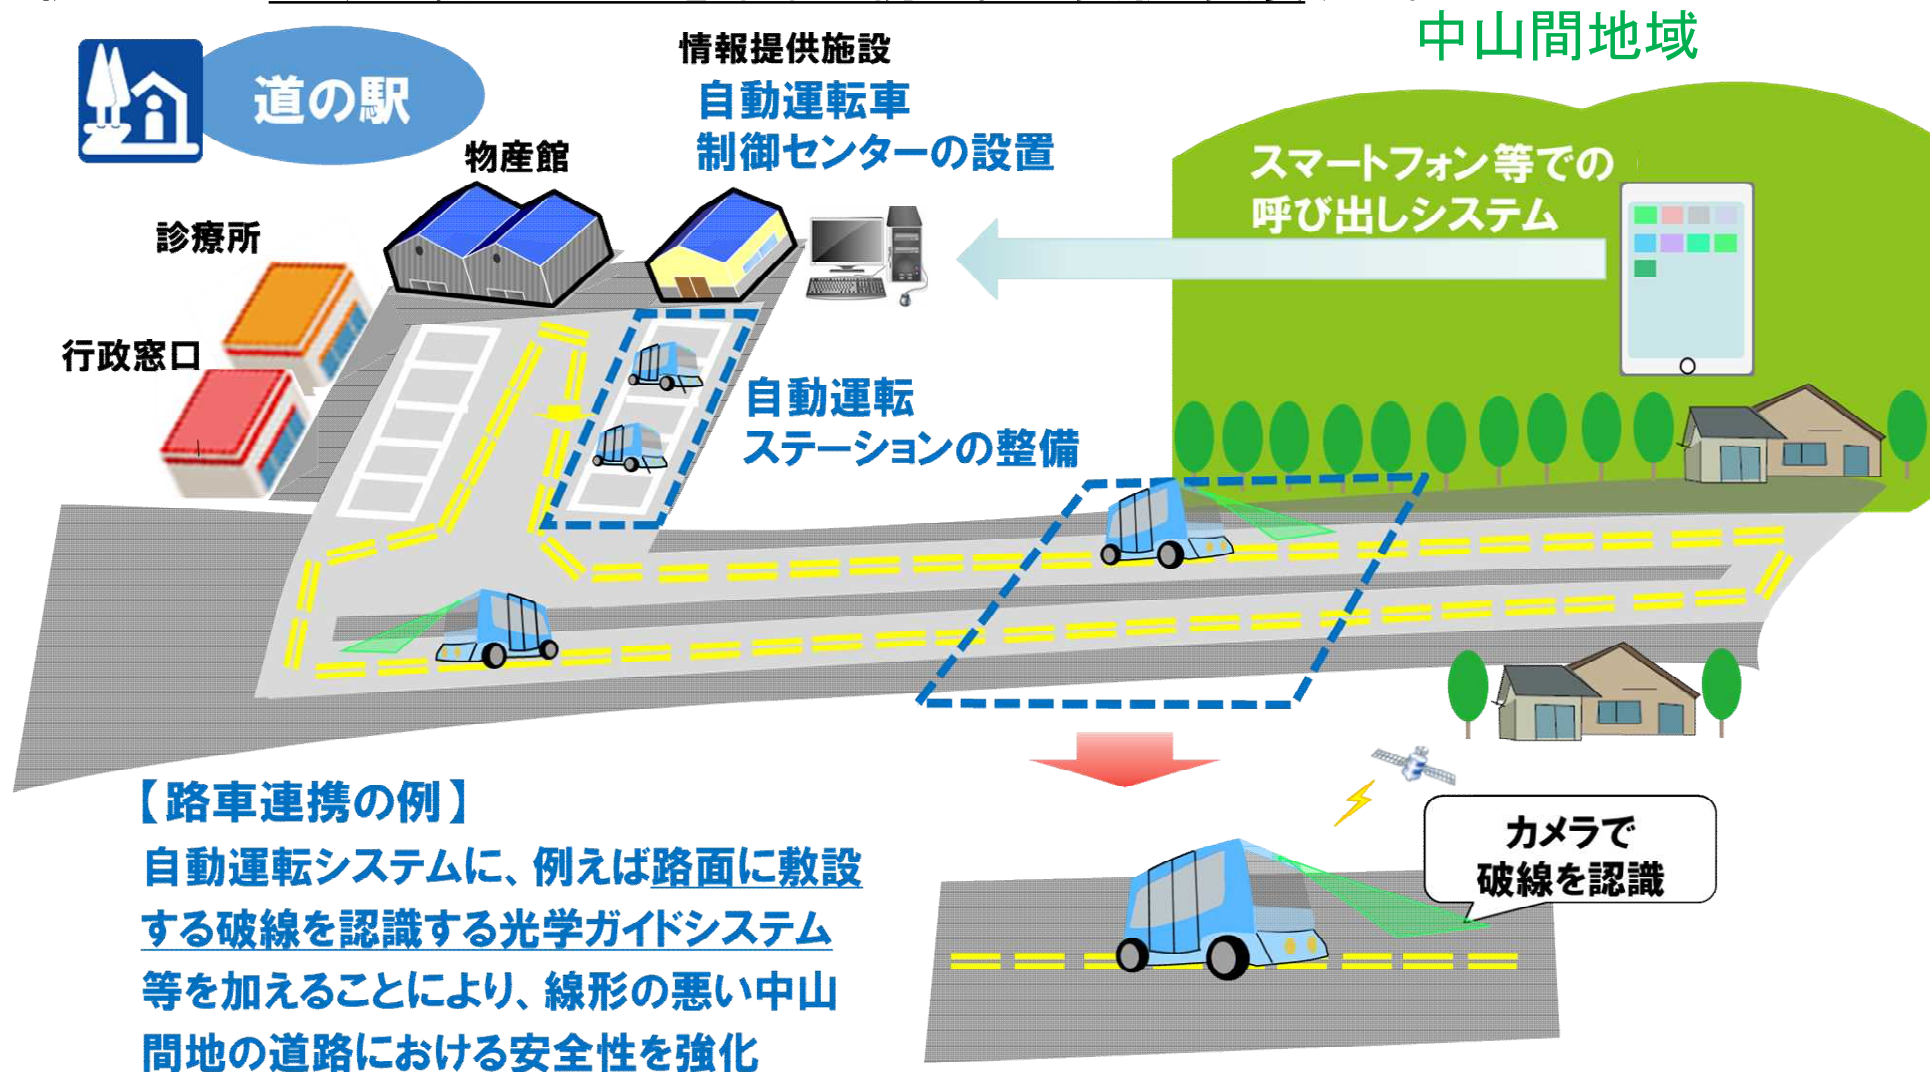 中山間地域
道の駅
情報提供施設
自動運転車
制御センターの設置
物産館
診療所
行政窓口
スマートフォン等での
呼び出しシステム
自動運転
ステーションの整備
【路車連携の例】
自動運転システムに、例えば路面に敷設
する破線を認識する光学ガイドシステム
等を加えることにより、線形の悪い中山
間地の道路における安全性を強化
カメラで
破線を認識